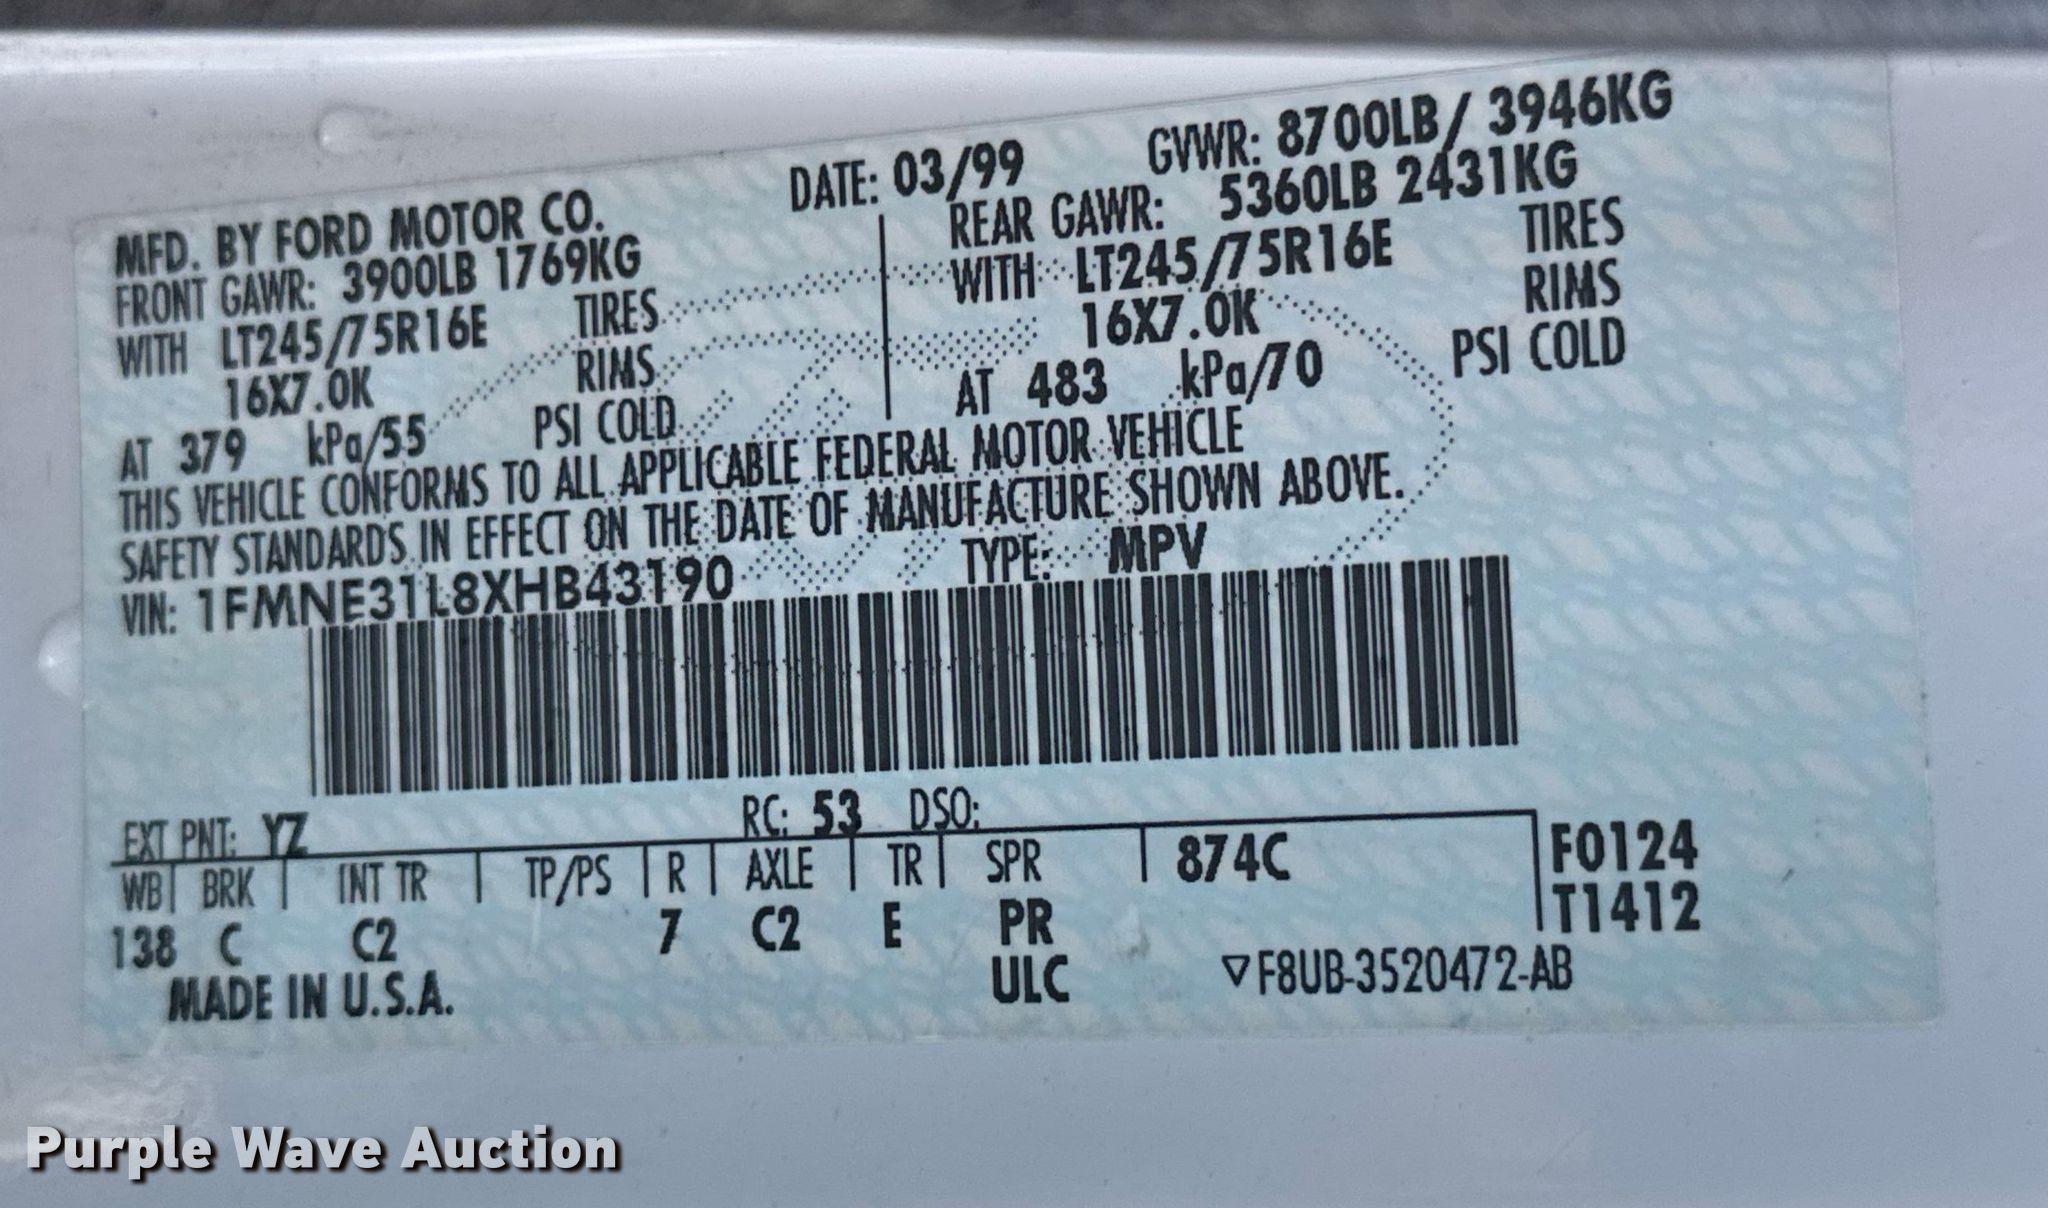 DATE: 03/99 GVWR: 8700LB/ 3946KG
MFD. BY FORD MOTOR CO.
FRONT GAWR: 3900LB 1769KG
WITH LT245/75R16E TIRES
16X7.0K RIMS
AT 379 kPa/55 PSI COLD
REAR GAWR: 5360LB 2431KG
WITH LT245/75R16E TIRES
16X7.0K RIMS
AT 483 kPa/70 PSI COLD
THIS VEHICLE CONFORMS TO ALL APPLICABLE FEDERAL MOTOR VEHICLE
SAFETY STANDARDS IN EFFECT ON THE DATE OF MANUFACTURE SHOWN ABOVE.
VIN: 1FMNE31L8XHB43190 TYPE: MPV
EXT PNT: YZ RC: 53 DSO:
WB BRK INT TR TP/PS R AXLE TR SPR 874C F0124
138 C C2 7 C2 E PR T1412
ULC
MADE IN U.S.A. ▽F8UB-3520472-AB
Purple Wave Auction